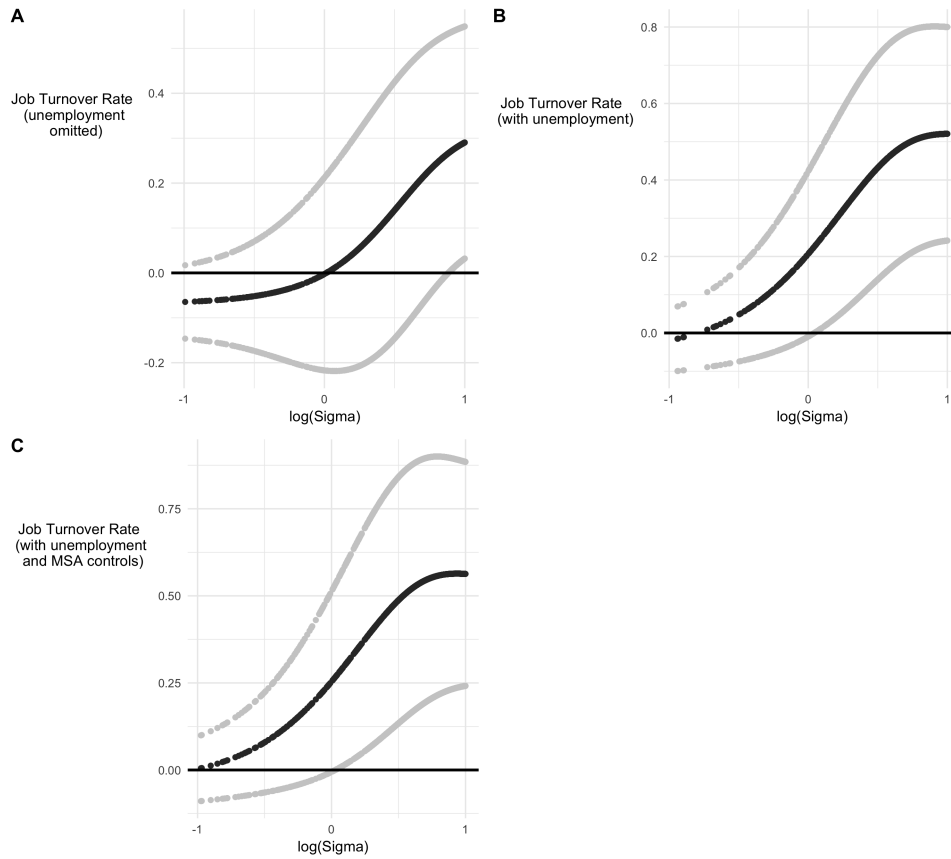 A
Job Turnover Rate
(unemployment
omitted)
0.4
0.2
0.0
-0.2
-1
0
1
log(Sigma)
B
Job Turnover Rate
(with unemployment)
0.8
0.6
0.4
0.2
0.0
-1
0
1
log(Sigma)
C
Job Turnover Rate
(with unemployment
and MSA controls)
0.75
0.50
0.25
0.00
-1
0
1
log(Sigma)